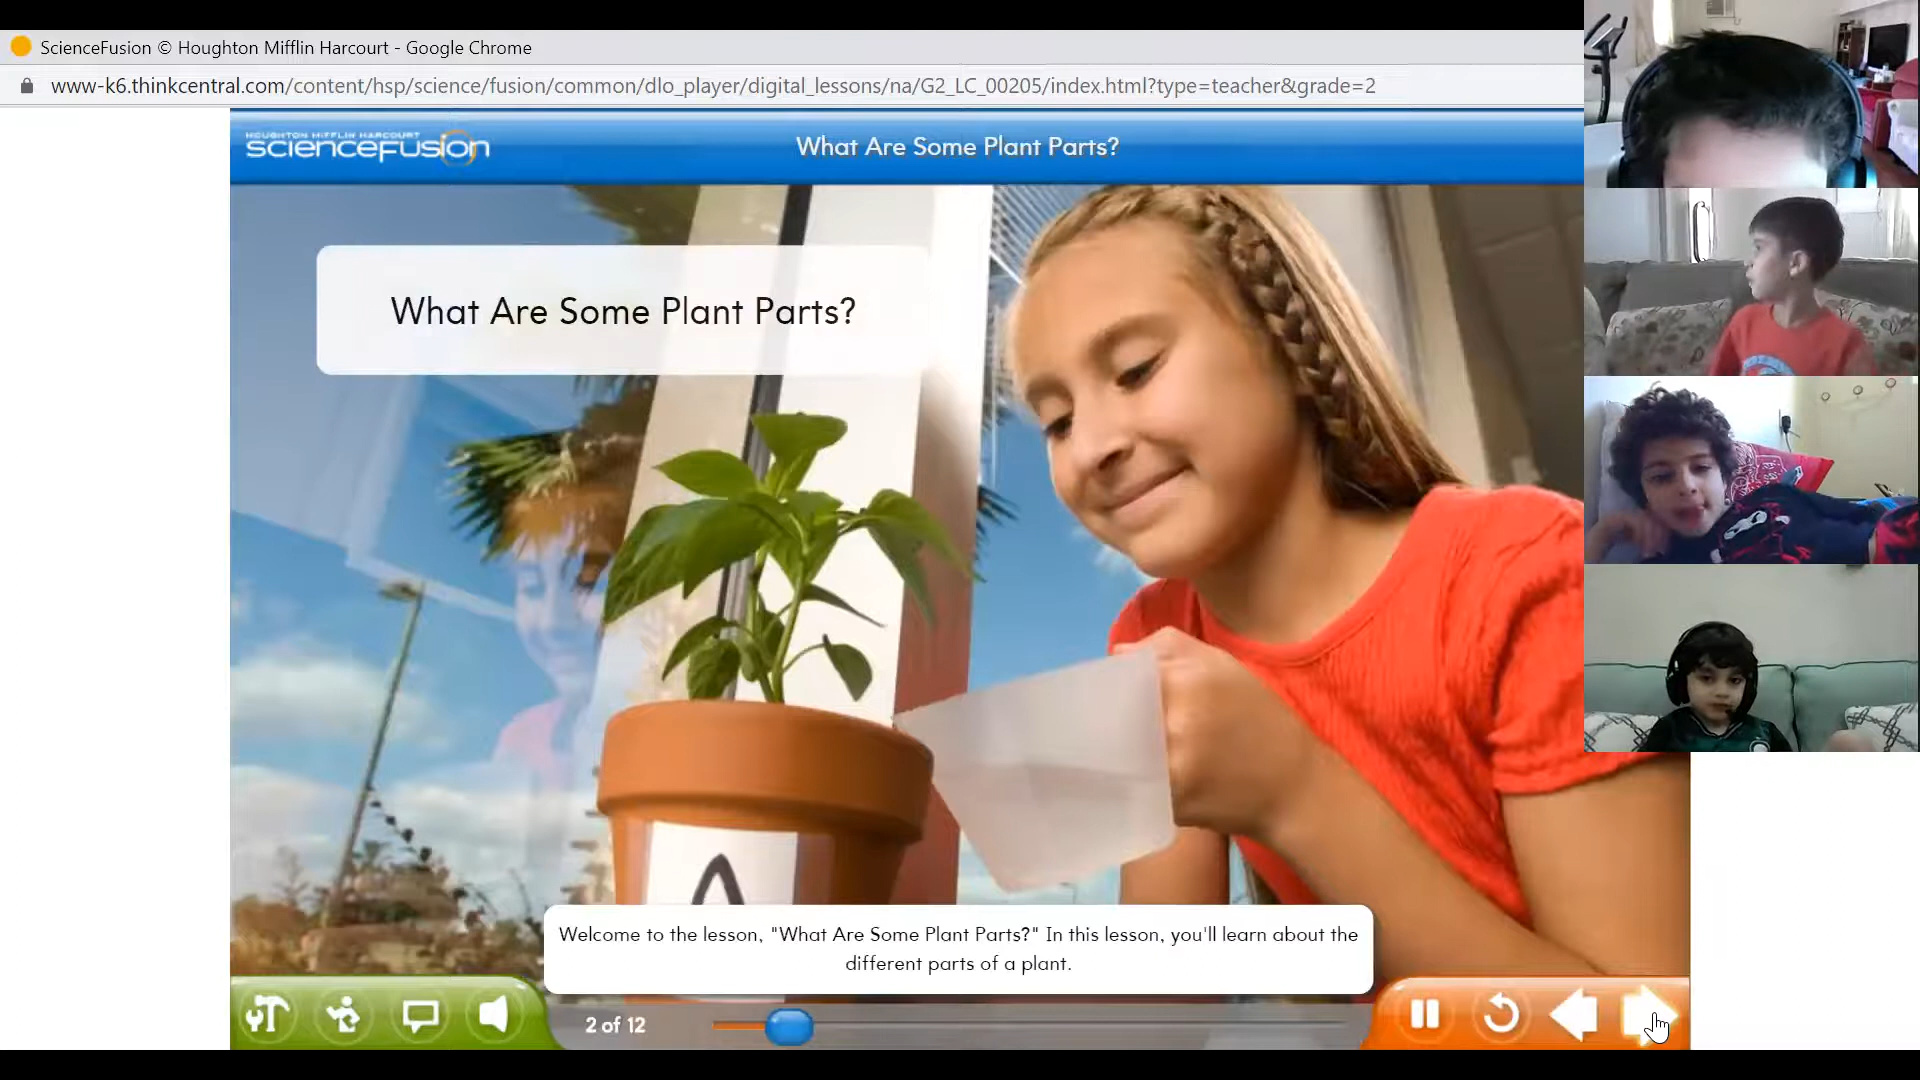 ScienceFusion © Houghton Mifflin Harcourt - Google Chrome
www-k6.thinkcentral.com/content/hsp/science/fusion/common/dlo_player/digital_lessons/na/G2_LC_00205/index.html?type=teacher&grade=2
HOUGHTON MIFFLIN HARCOURT
scienceFusion
What Are Some Plant Parts?
What Are Some Plant Parts?
A
Welcome to the lesson, "What Are Some Plant Parts?" In this lesson, you'll learn about the
different parts of a plant.
2 of 12